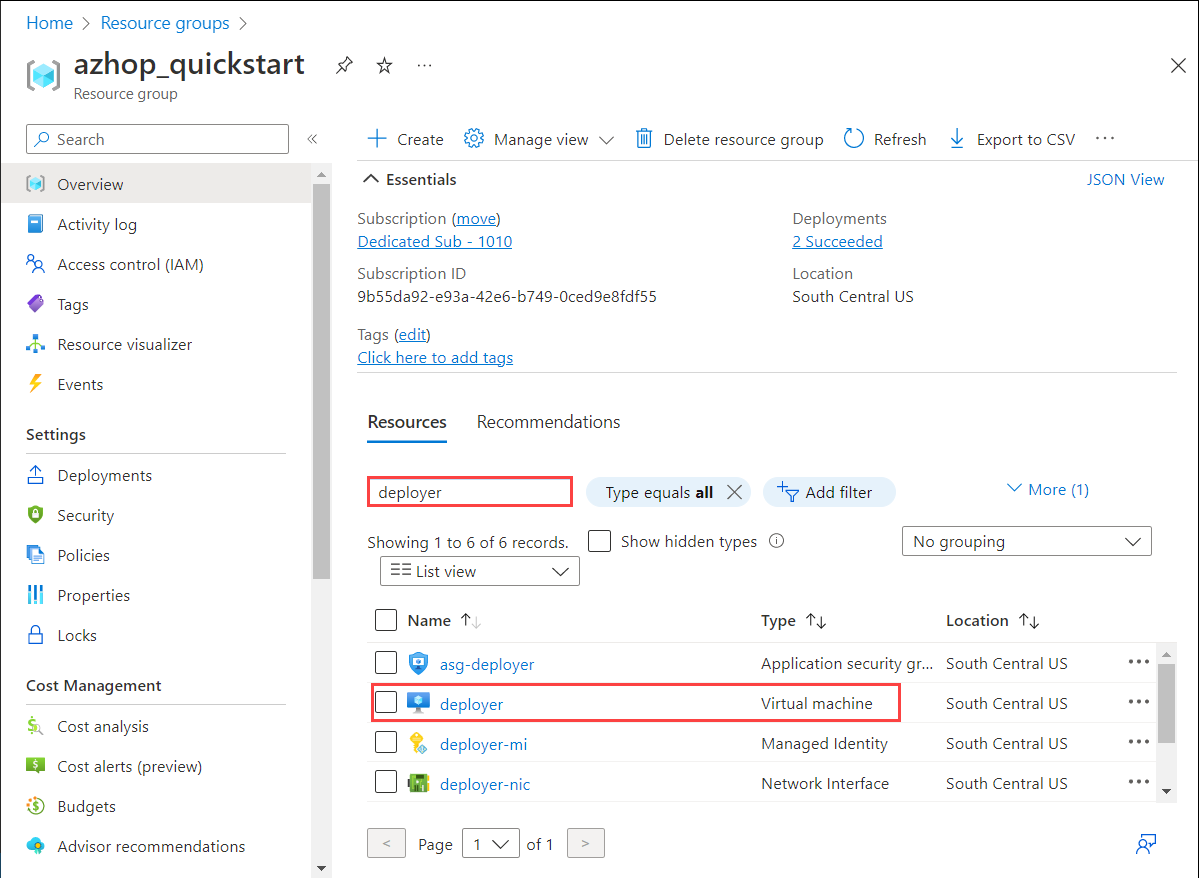 Home > Resource groups >
azhop_quickstart
Resource group
Search
Overview
Activity log
Access control (IAM)
Tags
Resource visualizer
Events
Settings
Deployments
Security
Policies
Properties
Locks
Cost Management
Cost analysis
Cost alerts (preview)
Budgets
Advisor recommendations
Create Manage view Delete resource group Refresh Export to CSV
Essentials JSON View
Subscription (move)
Dedicated Sub - 1010
Subscription ID
9b55da92-e93a-42e6-b749-0ced9e8fdf55
Deployments
2 Succeeded
Location
South Central US
Tags (edit)
Click here to add tags
Resources Recommendations
deployer Type equals all Add filter More (1)
Showing 1 to 6 of 6 records. Show hidden types No grouping
List view
Name Type Location
asg-deployer Application security gr... South Central US
deployer Virtual machine South Central US
deployer-mi Managed Identity South Central US
deployer-nic Network Interface South Central US
< Page 1 of 1 >